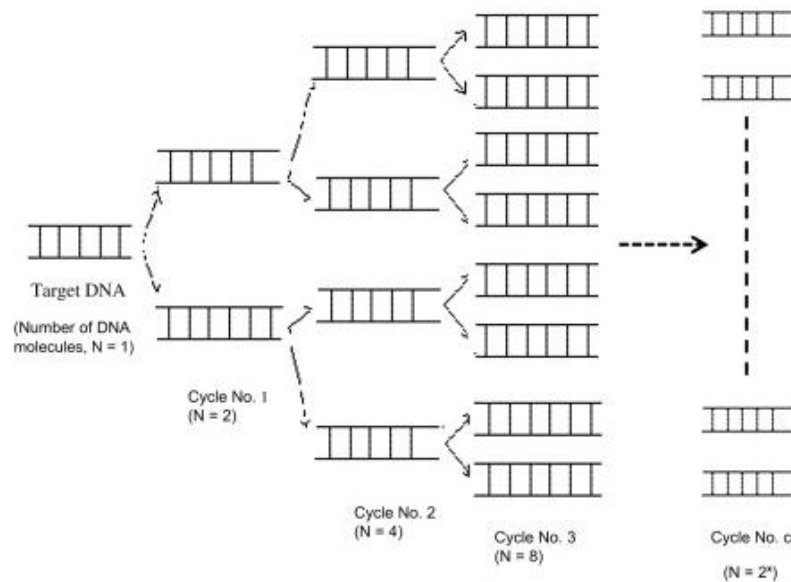 Target DNA
(Number of DNA
molecules, N = 1)
Cycle No. 1
(N = 2)
Cycle No. 2
(N = 4)
Cycle No. 3
(N = 8)
Cycle No. c
(N = 2ˣ)